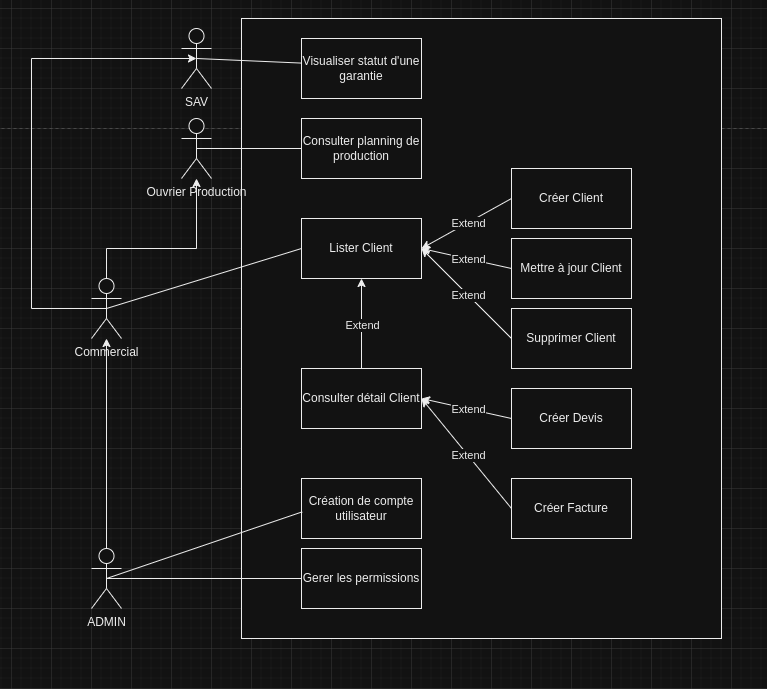 Visualiser statut d'une
garantie
SAV
Consulter planning de
production
Ouvrier Production
Créer Client
Extend
Lister Client
Extend
Mettre à jour Client
Extend
Extend
Supprimer Client
Commercial
Consulter détail Client
Extend
Créer Devis
Extend
Création de compte
utilisateur
Créer Facture
Gerer les permissions
ADMIN